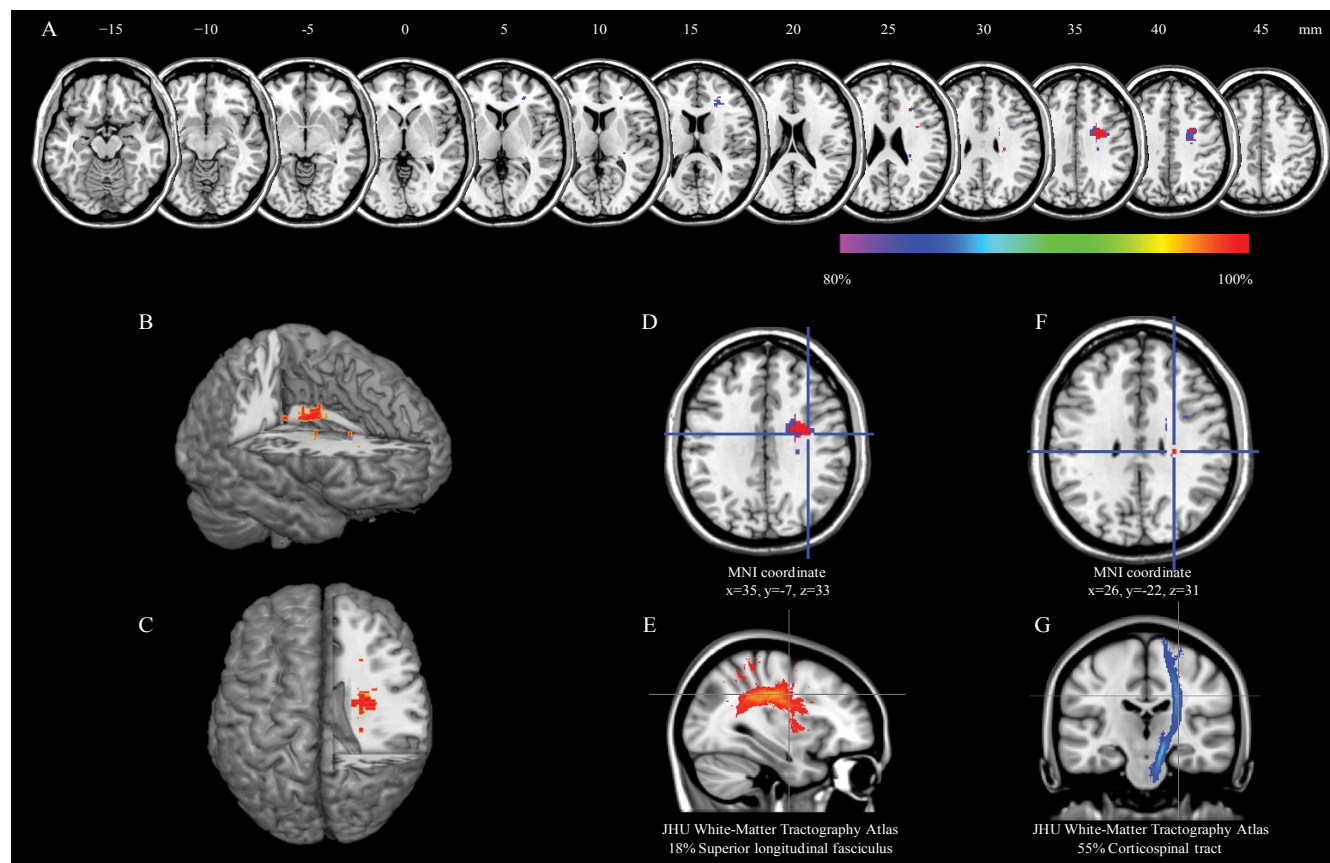 A −15 −10 -5 0 5 10 15 20 25 30 35 40 45 mm
80% 100%
B
D
F
MNI coordinate
x=35, y=-7, z=33
MNI coordinate
x=26, y=-22, z=31
C
E
G
JHU White-Matter Tractography Atlas
18% Superior longitudinal fasciculus
JHU White-Matter Tractography Atlas
55% Corticospinal tract